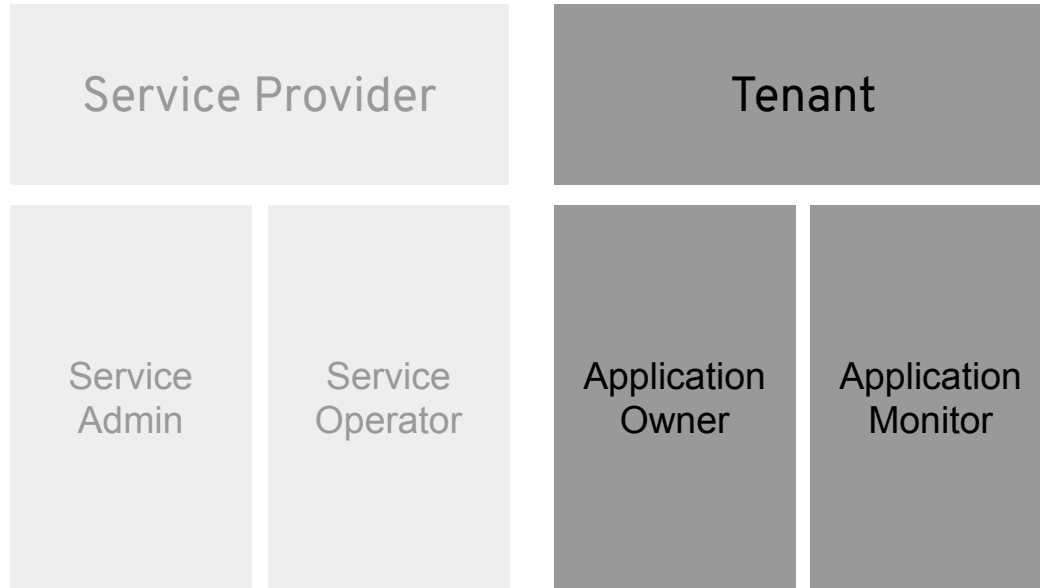 Service Provider
Tenant
Service
Admin
Service
Operator
Application
Owner
Application
Monitor